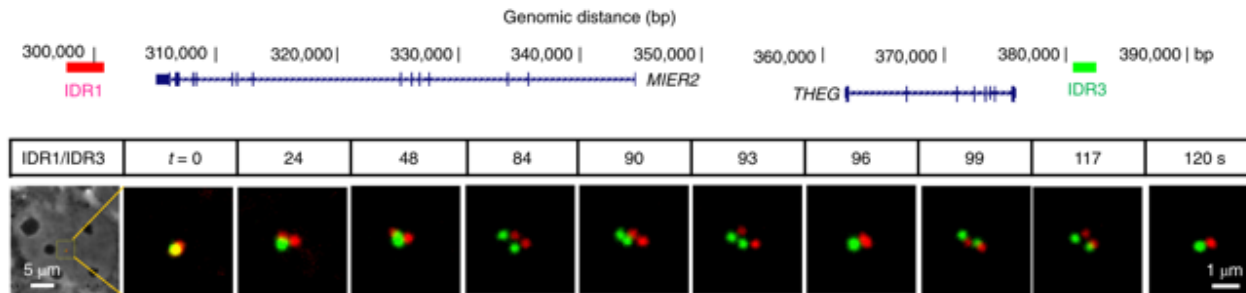 Genomic distance (bp)
300,000 310,000 320,000 330,000 340,000 350,000 360,000 370,000 380,000 390,000 bp
IDR1 MIER2 THEG IDR3
IDR1/IDR3 t = 0 24 48 84 90 93 96 99 117 120 s
5 μm 1 μm